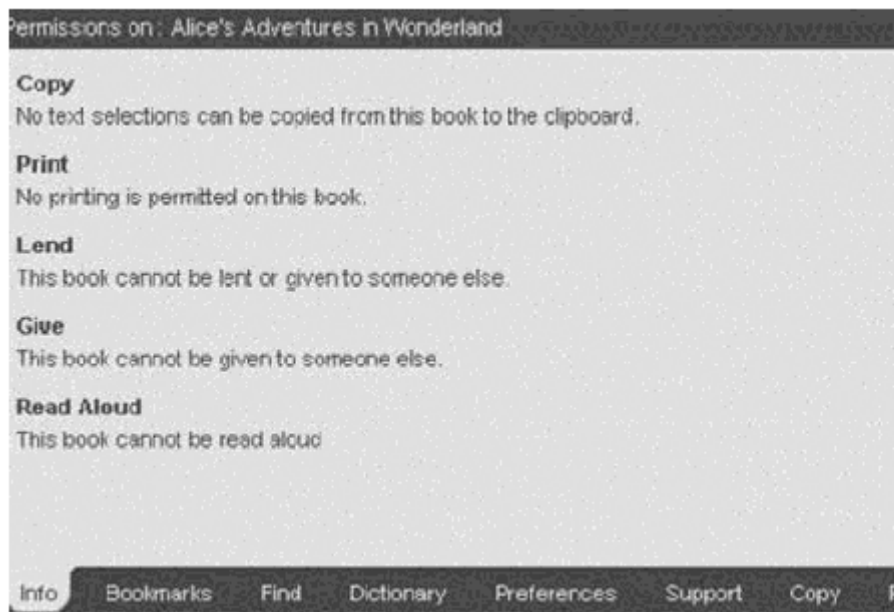 Permissions on : Alice's Adventures in Wonderland
Copy
No text selections can be copied from this book to the clipboard.
Print
No printing is permitted on this book.
Lend
This book cannot be lent or given to someone else.
Give
This book cannot be given to someone else.
Read Aloud
This book cannot be read aloud
Info Bookmarks Find Dictionary Preferences Support Copy